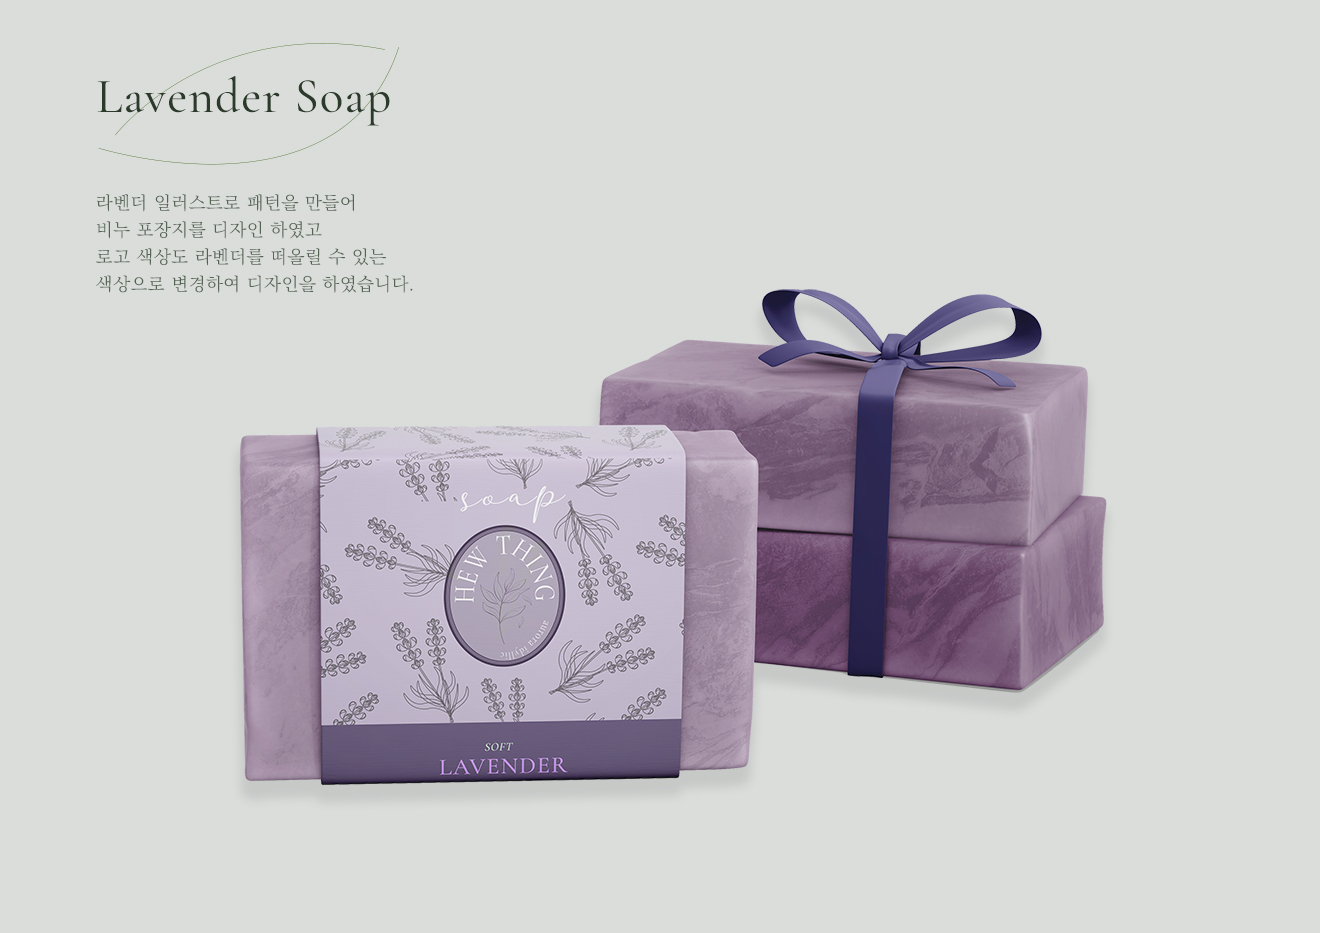 Lavender Soap
라벤더 일러스트로 패턴을 만들어
비누 포장지를 디자인 하였고
로고 색상도 라벤더를 떠올릴 수 있는
색상으로 변경하여 디자인을 하였습니다.
soap
HEW THING
aurora idyllic
SOFT
LAVENDER